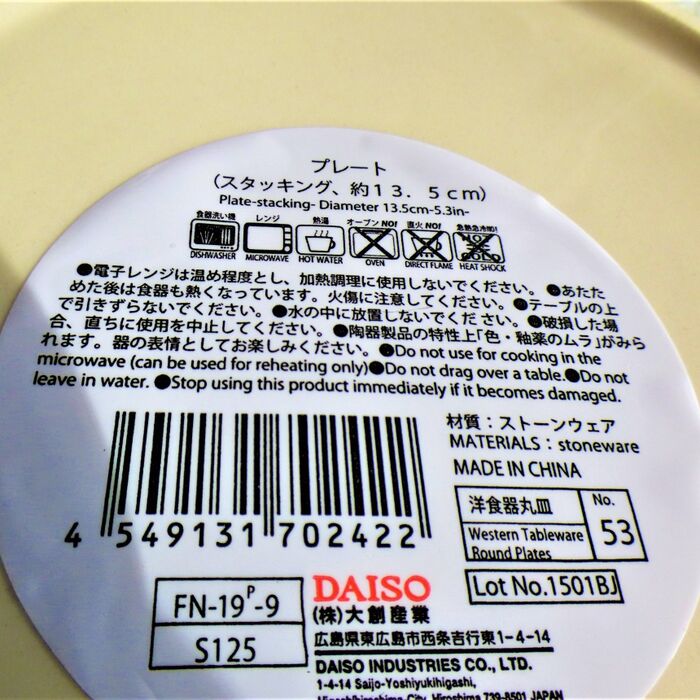 プレート
（スタッキング、約１３．５ｃｍ）
Plate-stacking- Diameter 13.5cm-5.3in-
食器洗い機 レンジ 熱湯 オーブンNO! 直火NO! 急熱急冷NO!
DISHWASHER MICROWAVE HOT WATER OVEN DIRECT FLAME HEAT SHOCK
●電子レンジは温め程度とし、加熱調理に使用しないでください。●あたた
めた後は食器も熱くなっています。火傷に注意してください。●テーブルの上
で引きずらないでください。●水の中に放置しないでください。●破損した場
合、直ちに使用を中止してください。●陶器製品の特性上「色・釉薬のムラ」がみら
れます。器の表情としてお楽しみください。●Do not use for cooking in the
microwave (can be used for reheating only)●Do not drag over a table.●Do not
leave in water. ●Stop using this product immediately if it becomes damaged.
材質：ストーンウェア
MATERIALS : stoneware
MADE IN CHINA
4 549131 702422
洋食器丸皿
Western Tableware
Round Plates
No.
53
Lot No.1501BJ
FN-19P-9
S125
DAISO
(株)大創産業
広島県東広島市西条吉行東1-4-14
DAISO INDUSTRIES CO., LTD.
1-4-14 Saijo-Yoshiyukihigashi,
Higashihiroshima-City, Hiroshima 739-8501 JAPAN